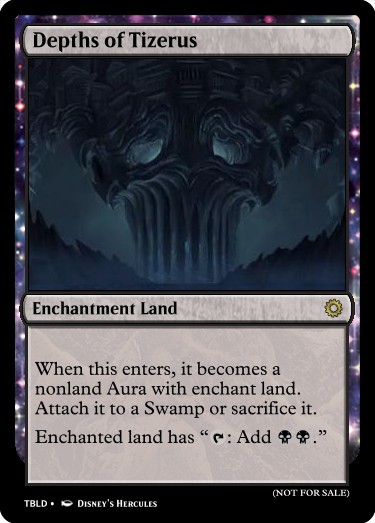 Depths of Tizerus
Enchantment Land
When this enters, it becomes a
nonland Aura with enchant land.
Attach it to a Swamp or sacrifice it.
Enchanted land has “ : Add .”
(NOT FOR SALE)
TBLD • Disney's Hercules